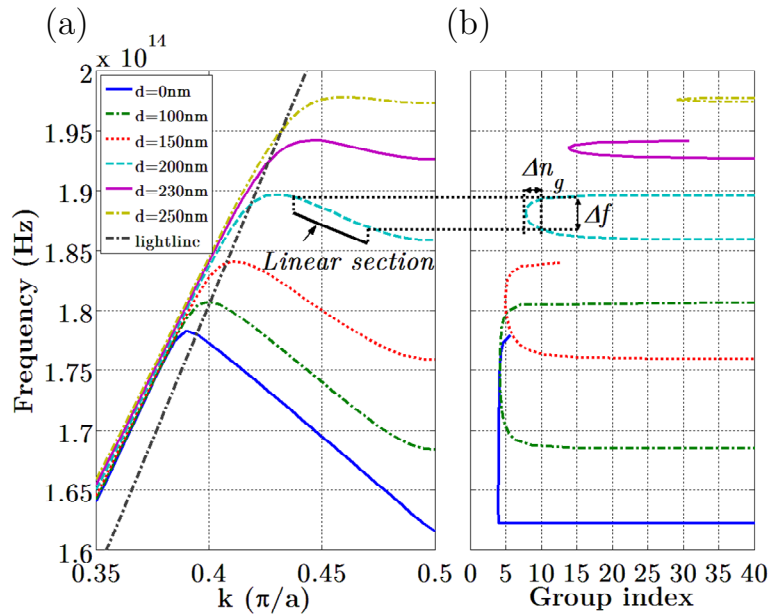 (a) (b)
x 10^14
2
1.95
1.9
1.85
1.8
1.75
1.7
1.65
1.6
Frequency (Hz)
d=0nm
d=100nm
d=150nm
d=200nm
d=230nm
d=250nm
lightline
Linear section
Δn_g
Δf
0.35 0.4 0.45 0.5
k (π/a)
0 5 10 15 20 25 30 35 40
Group index